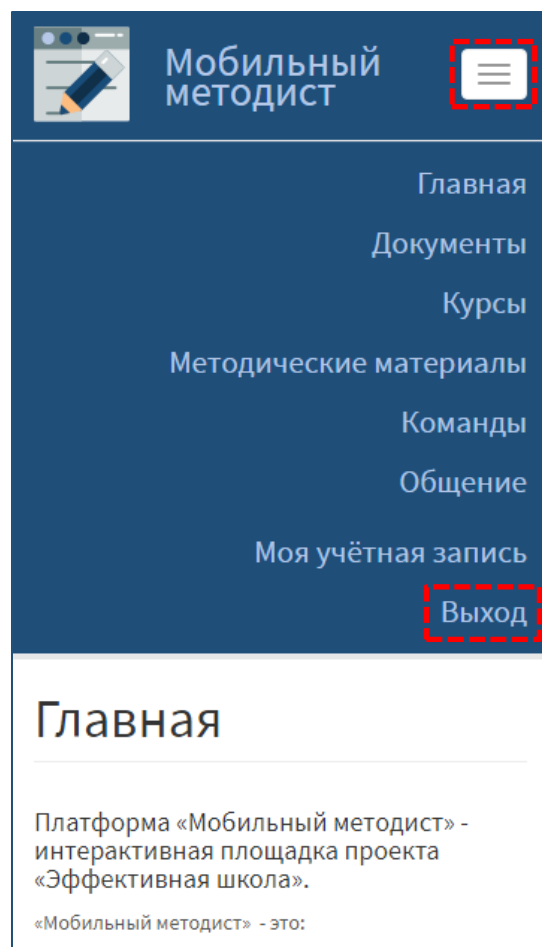 Мобильный
методист
Главная
Документы
Курсы
Методические материалы
Команды
Общение
Моя учётная запись
Выход
Главная
Платформа «Мобильный методист» -
интерактивная площадка проекта
«Эффективная школа».
«Мобильный методист» - это: